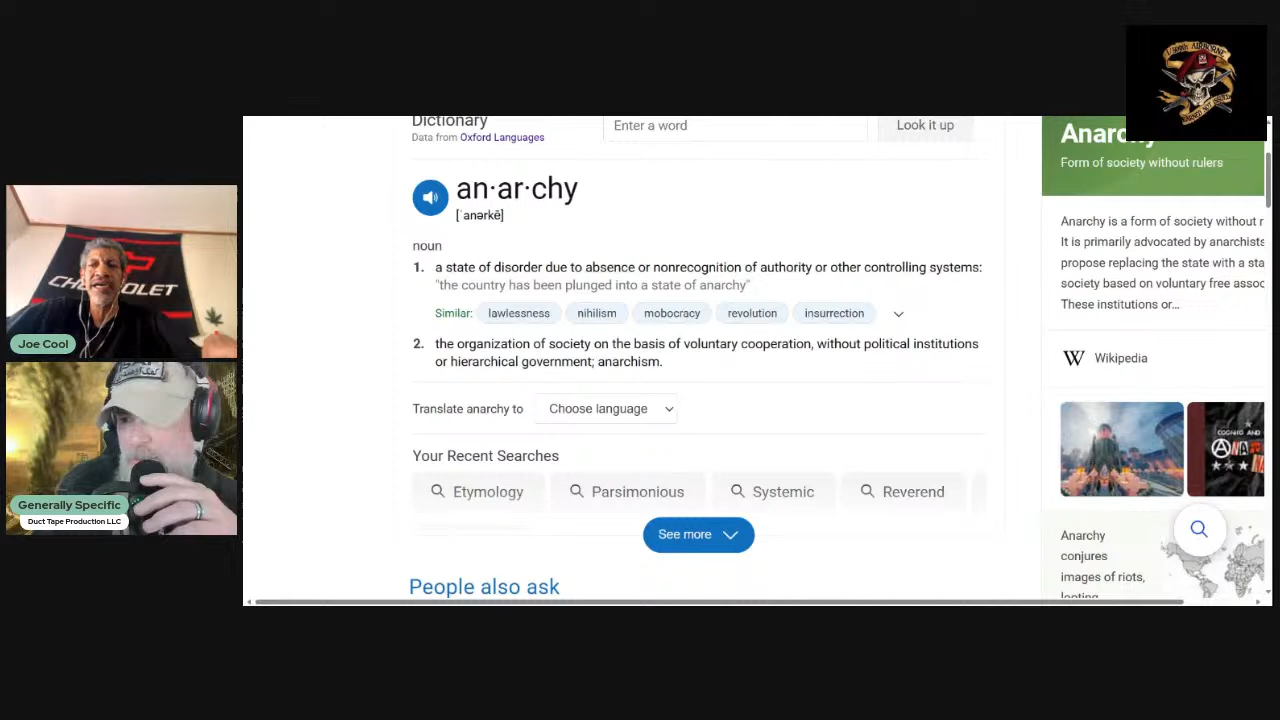 Dictionary
Data from Oxford Languages
Enter a word
Look it up
an·ar·chy
[ˈanərkē]
noun
1. a state of disorder due to absence or nonrecognition of authority or other controlling systems:
"the country has been plunged into a state of anarchy"
Similar: lawlessness nihilism mobocracy revolution insurrection
2. the organization of society on the basis of voluntary cooperation, without political institutions
or hierarchical government; anarchism.
Translate anarchy to Choose language
Your Recent Searches
Etymology Parsimonious Systemic Reverend
See more
People also ask
Anarchy
Form of society without rulers
Anarchy is a form of society without r
It is primarily advocated by anarchists
propose replacing the state with a sta
society based on voluntary free assoc
These institutions or...
W Wikipedia
COGNITO AND
Anarchy
conjures
images of riots,
looting
CHEVROLET
Joe Cool
Generally Specific
Duct Tape Production LLC
AIRBORNE